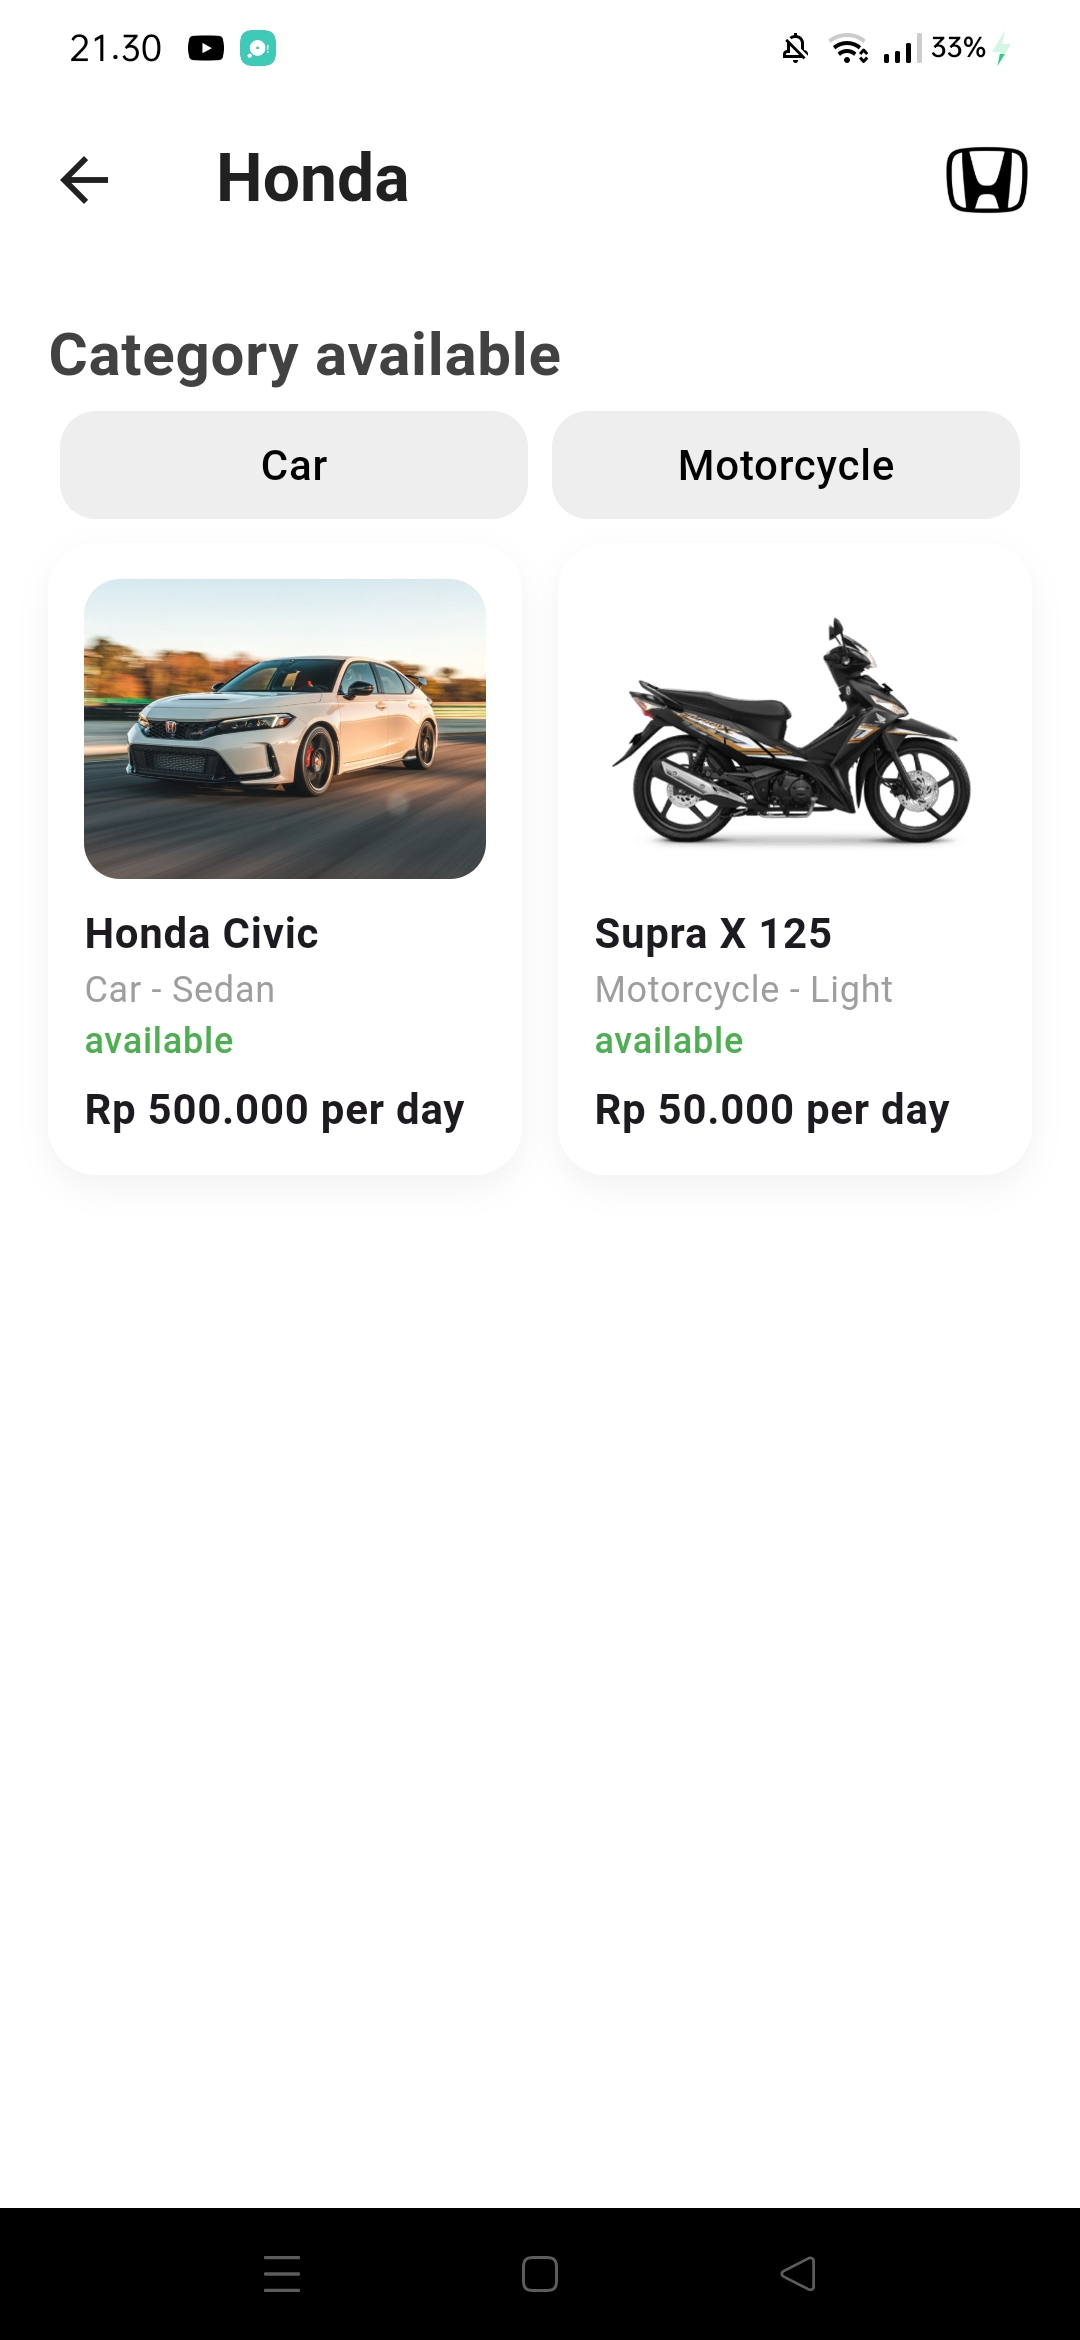 21.30
33%
Honda
Category available
Car
Motorcycle
Honda Civic
Car - Sedan
available
Rp 500.000 per day
Supra X 125
Motorcycle - Light
available
Rp 50.000 per day